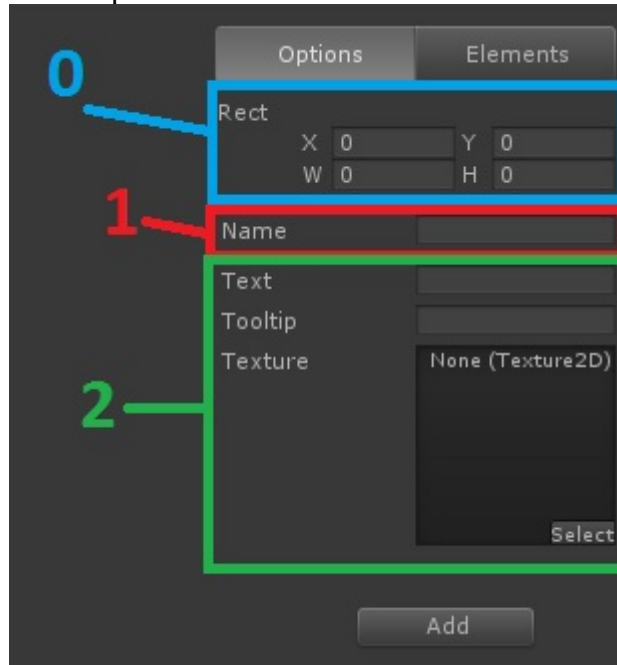 Options Elements
0
Rect
X 0 Y 0
W 0 H 0
1
Name
Text
Tooltip
Texture None (Texture2D)
2
Select
Add